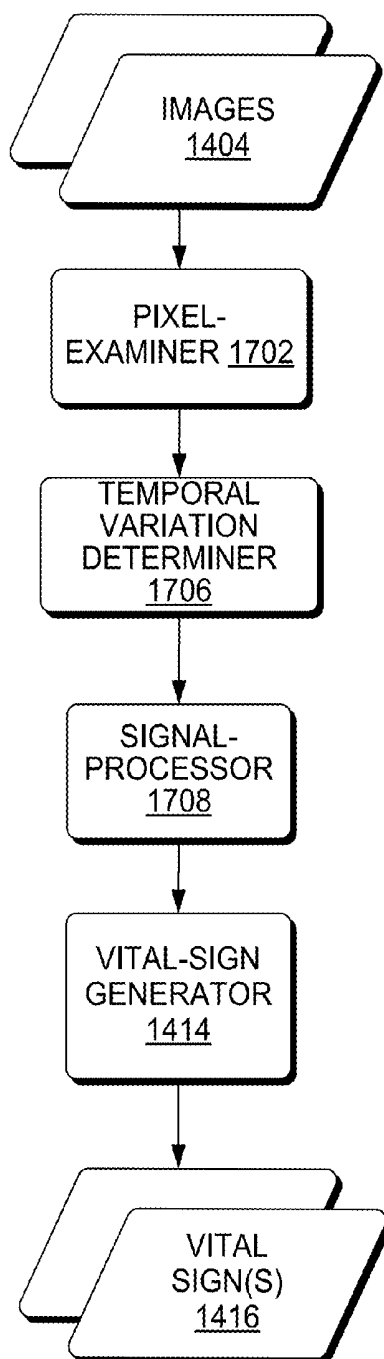 IMAGES
1404
PIXEL-
EXAMINER 1702
TEMPORAL
VARIATION
DETERMINER
1706
SIGNAL-
PROCESSOR
1708
VITAL-SIGN
GENERATOR
1414
VITAL
SIGN(S)
1416